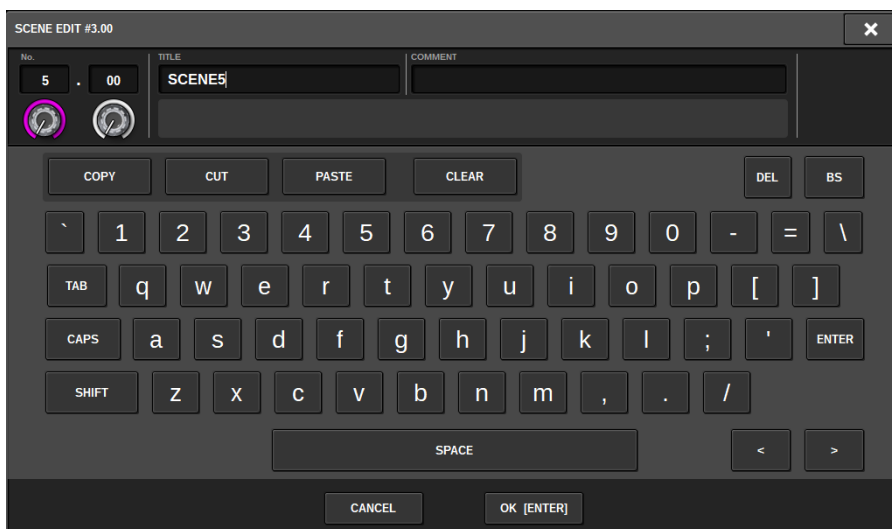 SCENE EDIT #3.00 ×
No. TITLE COMMENT
5 . 00 SCENE5
COPY CUT PASTE CLEAR DEL BS
` 1 2 3 4 5 6 7 8 9 0 - = \
TAB q w e r t y u i o p [ ]
CAPS a s d f g h j k l ; ' ENTER
SHIFT z x c v b n m , . /
SPACE < >
CANCEL OK [ENTER]